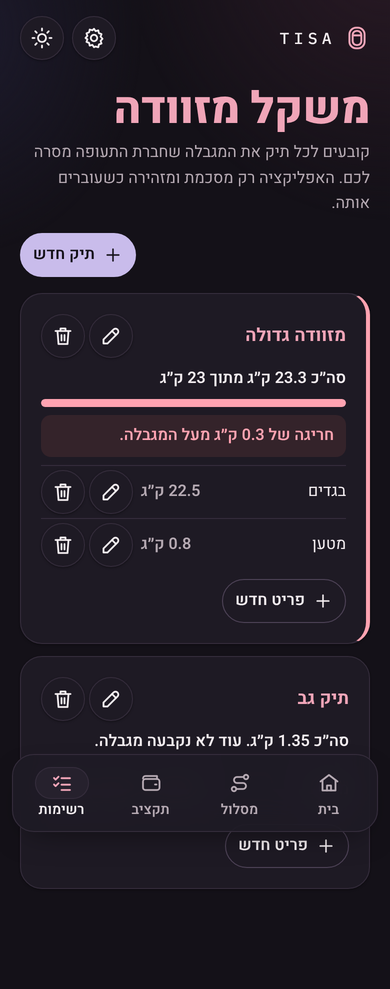 TISA
משקל מזוודה
קובעים לכל תיק את המגבלה שחברת התעופה מסרה
לכם. האפליקציה רק מסכמת ומזהירה כשעוברים
אותה.
תיק חדש
מזוודה גדולה
סה״כ 23.3 ק״ג מתוך 23 ק״ג
חריגה של 0.3 ק״ג מעל המגבלה.
בגדים 22.5 ק״ג
מטען 0.8 ק״ג
פריט חדש
תיק גב
סה״כ 1.35 ק״ג. עוד לא נקבעה מגבלה.
בית מסלול תקציב רשימות
פריט חדש